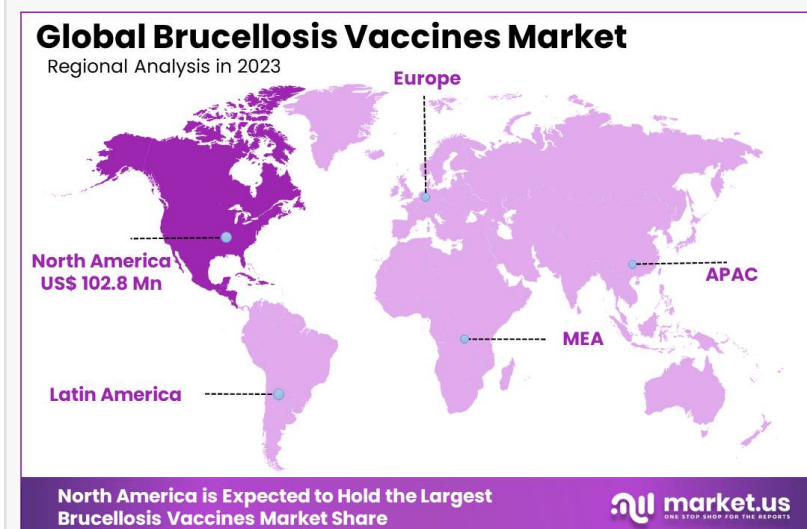 Global Brucellosis Vaccines Market
Regional Analysis in 2023
Europe
North America
US$ 102.8 Mn
APAC
MEA
Latin America
North America is Expected to Hold the Largest
Brucellosis Vaccines Market Share
market.us
ONE STOP SHOP FOR THE REPORTS